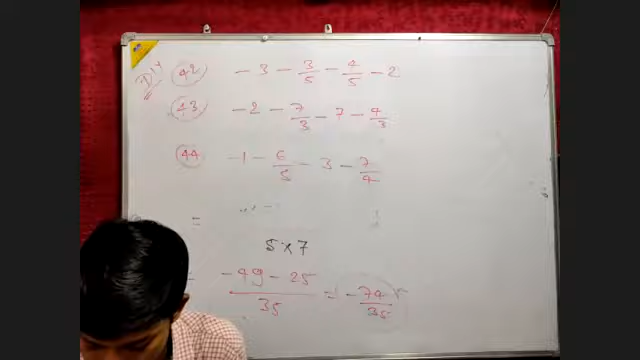 (42) - 3 - 3/5 - 4/5 - 2
(43) - 2 - 7/3 - 7 - 4/3
(44) - 1 - 6/5 - 3 - 7/4
=
5 × 7
(-49 - 25)/35 = -74/35